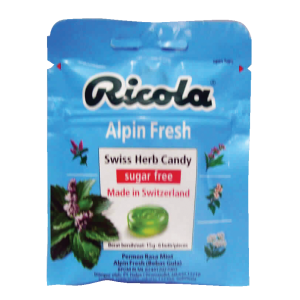 Ricola
Alpin Fresh
Swiss Herb Candy
sugar free
Made in Switzerland
Permen Rasa Mint
Alpin Fresh (Bebas Gula)